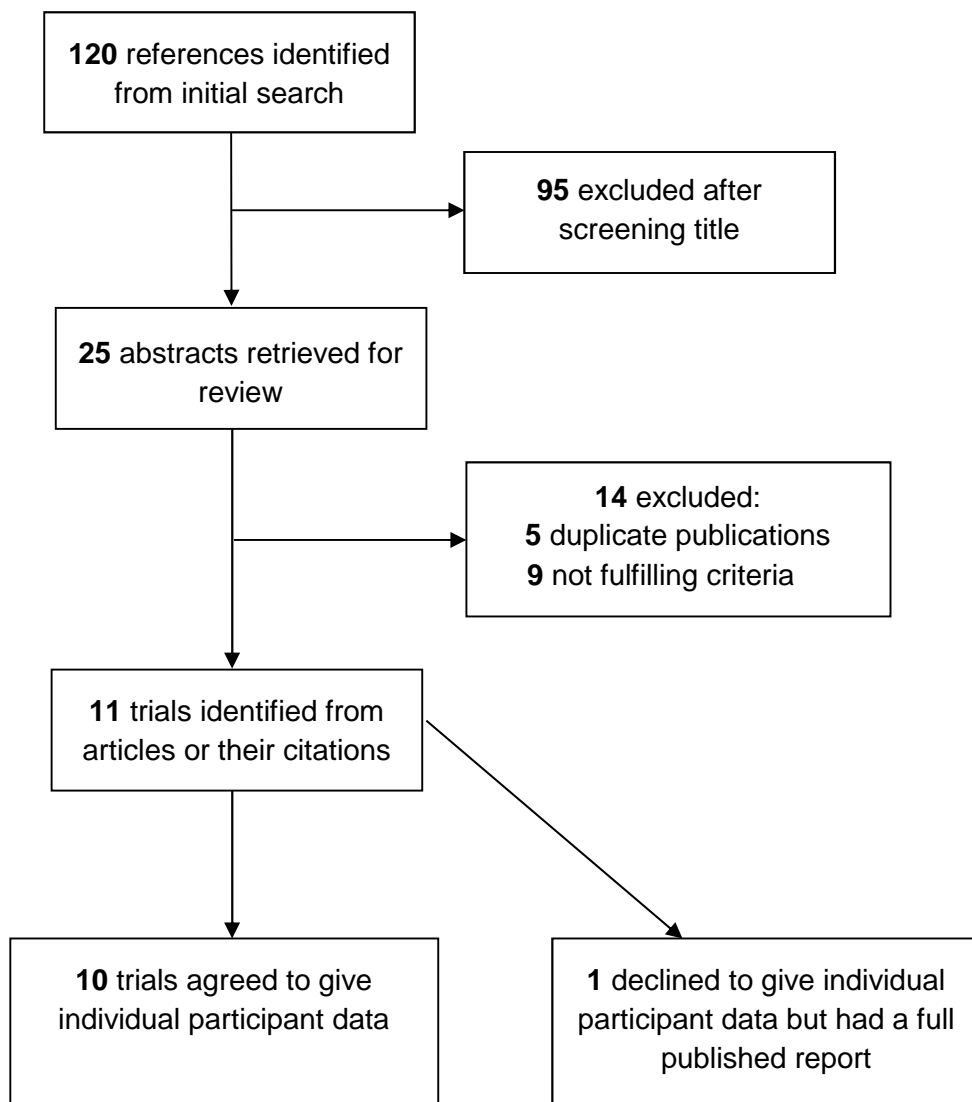 120 references identified
from initial search
95 excluded after
screening title
25 abstracts retrieved for
review
14 excluded:
5 duplicate publications
9 not fulfilling criteria
11 trials identified from
articles or their citations
10 trials agreed to give
individual participant data
1 declined to give individual
participant data but had a full
published report